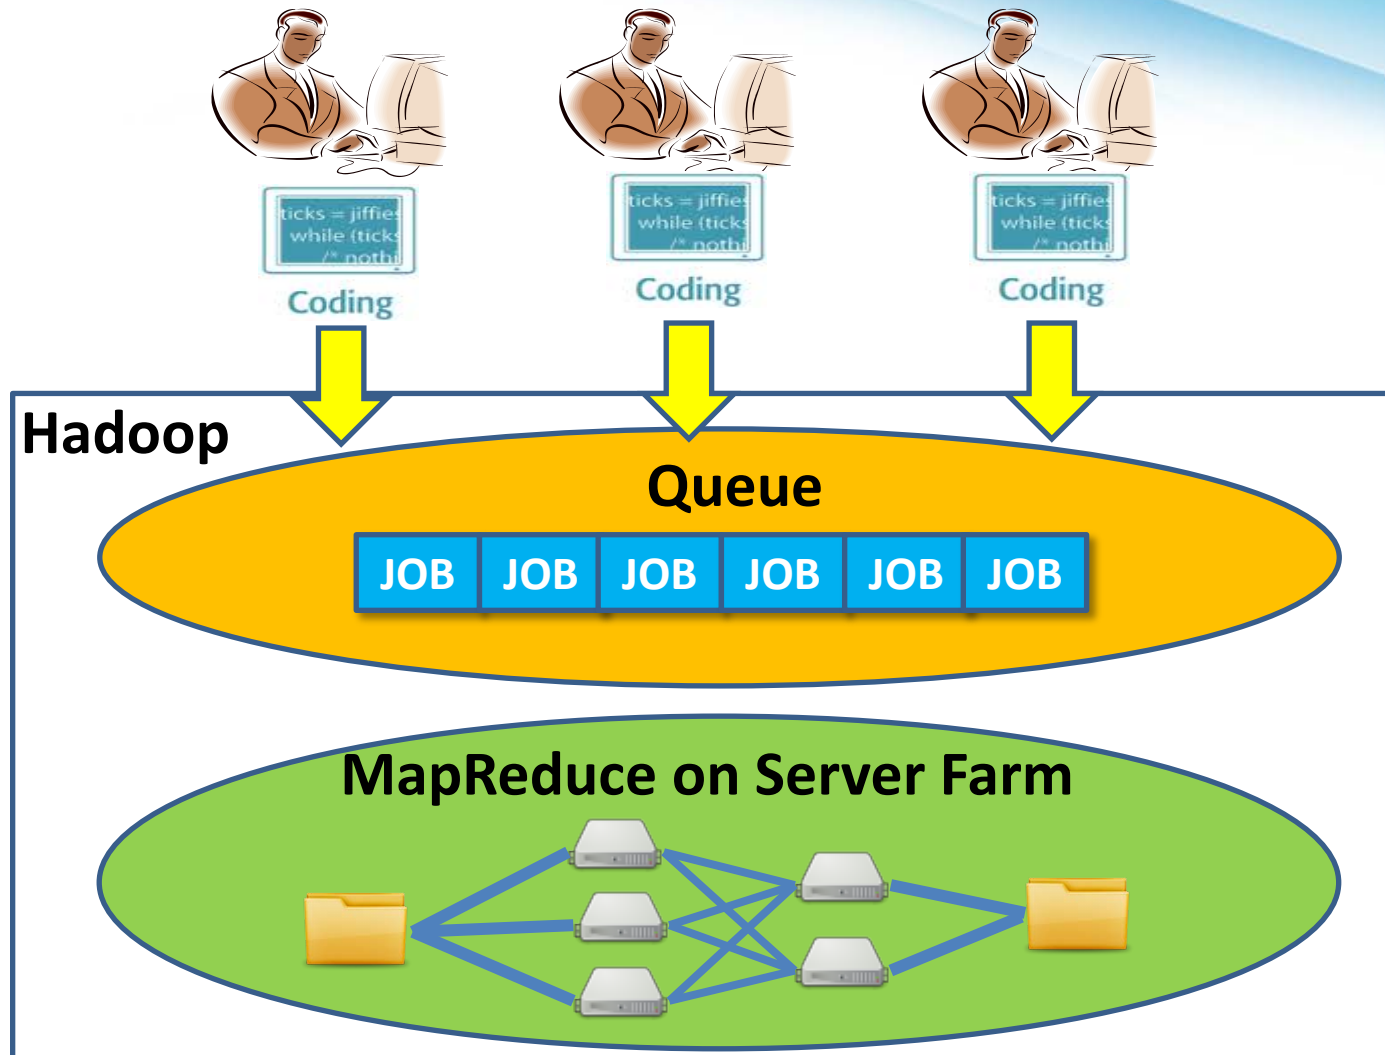 ticks = jiffies
while (ticks
/* nothi
Coding
ticks = jiffies
while (ticks
/* nothi
Coding
ticks = jiffies
while (ticks
/* nothi
Coding
Hadoop
Queue
JOB JOB JOB JOB JOB JOB
MapReduce on Server Farm